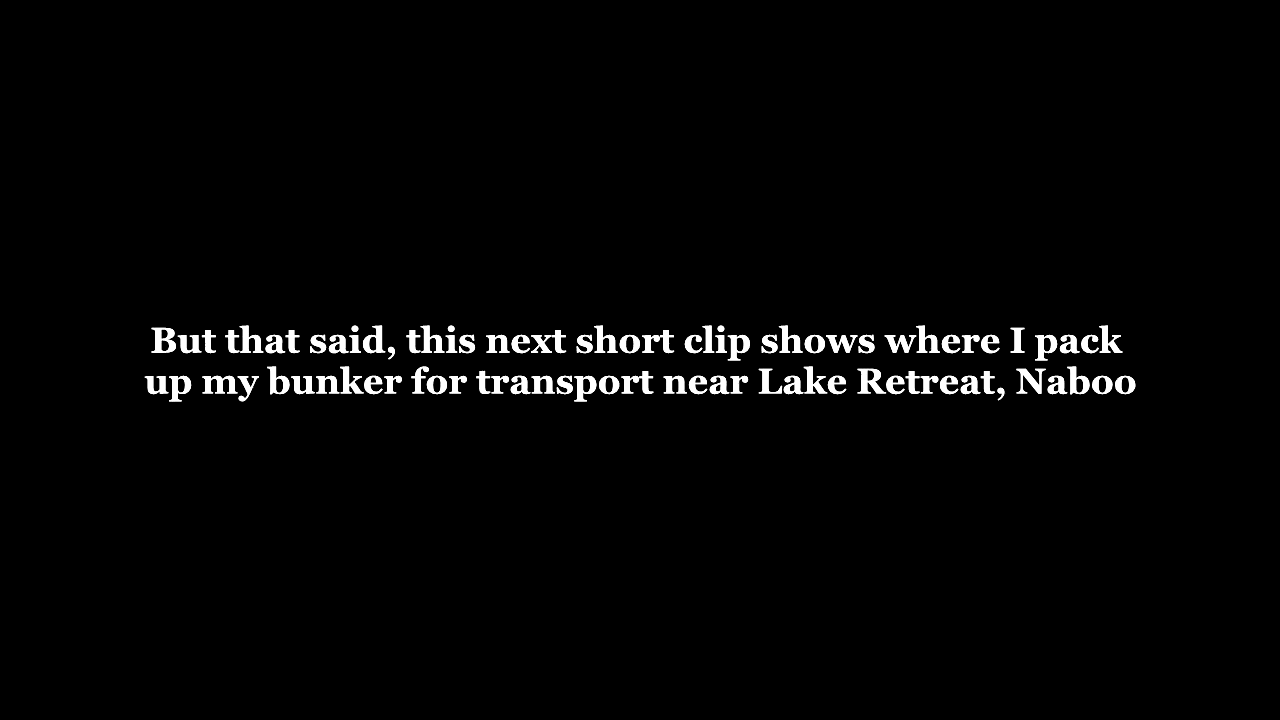 But that said, this next short clip shows where I pack
up my bunker for transport near Lake Retreat, Naboo